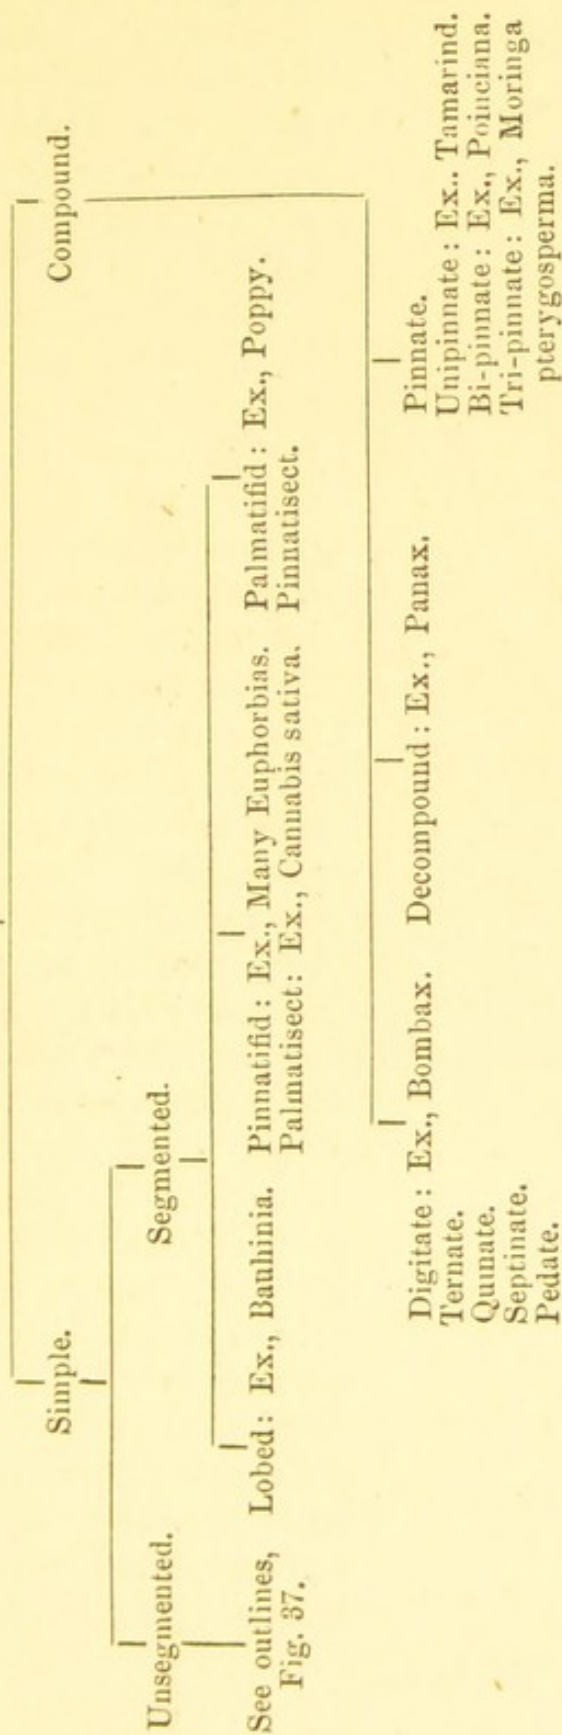 Simple.
Compound.
Unsegmented.
Segmented.
See outlines,
Fig. 37.
Lobed: Ex., Bauhinia.
Pinnatifid: Ex., Many Euphorbias.
Palmatisect: Ex., Cannabis sativa.
Palmatifid: Ex., Poppy.
Pinnatisect.
Digitate: Ex., Bombax.
Ternate.
Quinate.
Septinate.
Pedate.
Decompound: Ex., Panax.
Pinnate.
Unipinnate: Ex.. Tamarind.
Bi-pinnate: Ex., Poinciana.
Tri-pinnate: Ex., Moringa
pterygosperma.